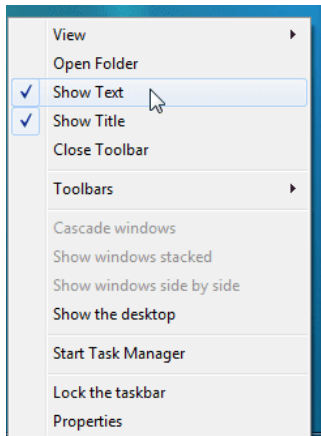 View
Open Folder
Show Text
Show Title
Close Toolbar
Toolbars
Cascade windows
Show windows stacked
Show windows side by side
Show the desktop
Start Task Manager
Lock the taskbar
Properties